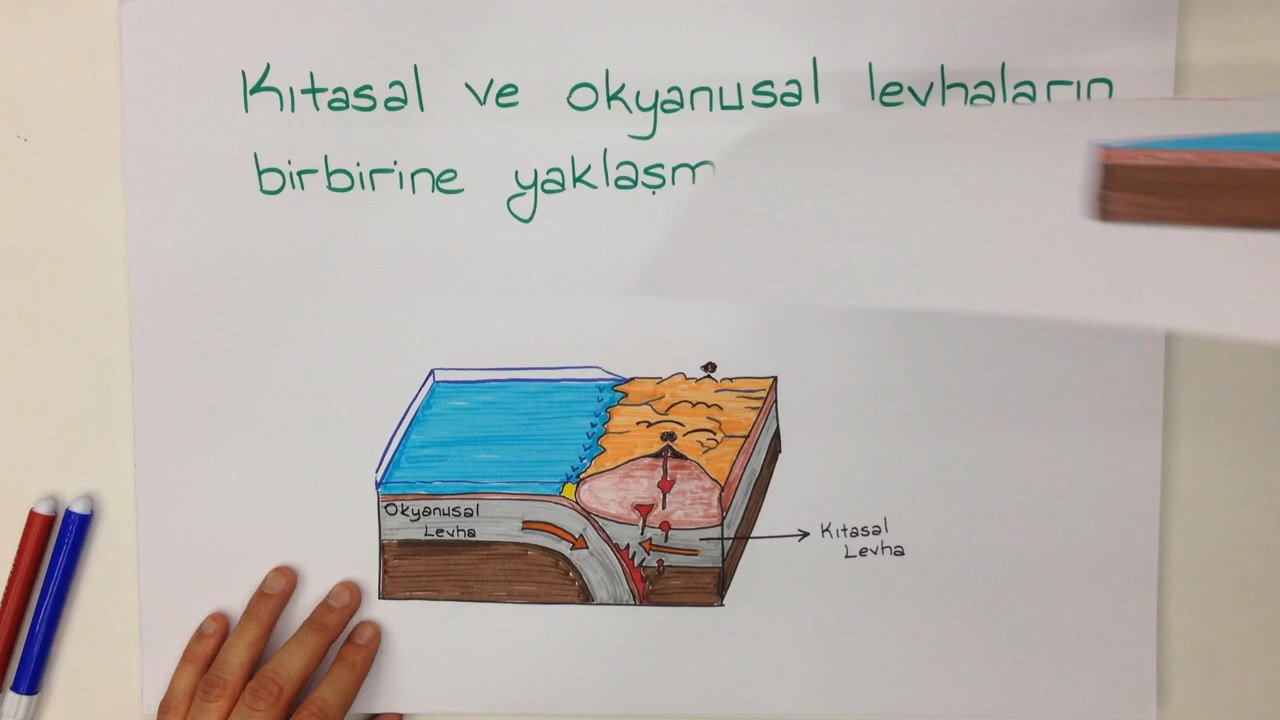 Kıtasal ve okyanusal levhaların
birbirine yaklaşm
Okyanusal
Levha
Kıtasal
Levha